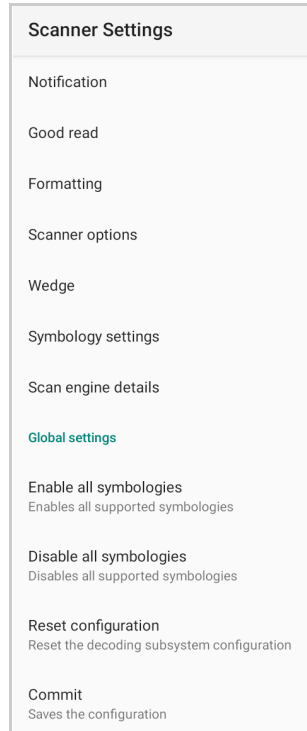 Scanner Settings
Notification
Good read
Formatting
Scanner options
Wedge
Symbology settings
Scan engine details
Global settings
Enable all symbologies
Enables all supported symbologies
Disable all symbologies
Disables all supported symbologies
Reset configuration
Reset the decoding subsystem configuration
Commit
Saves the configuration